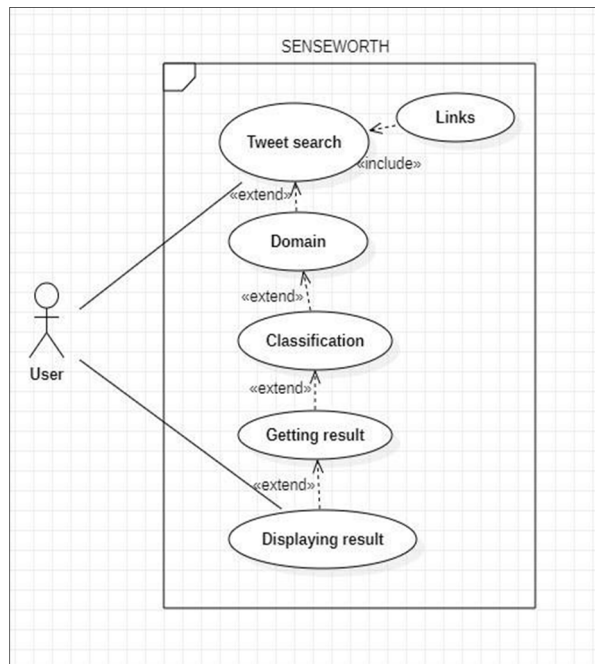 SENSEWORTH
Links
Tweet search
«include»
«extend»
Domain
«extend»
Classification
User
«extend»
Getting result
«extend»
Displaying result